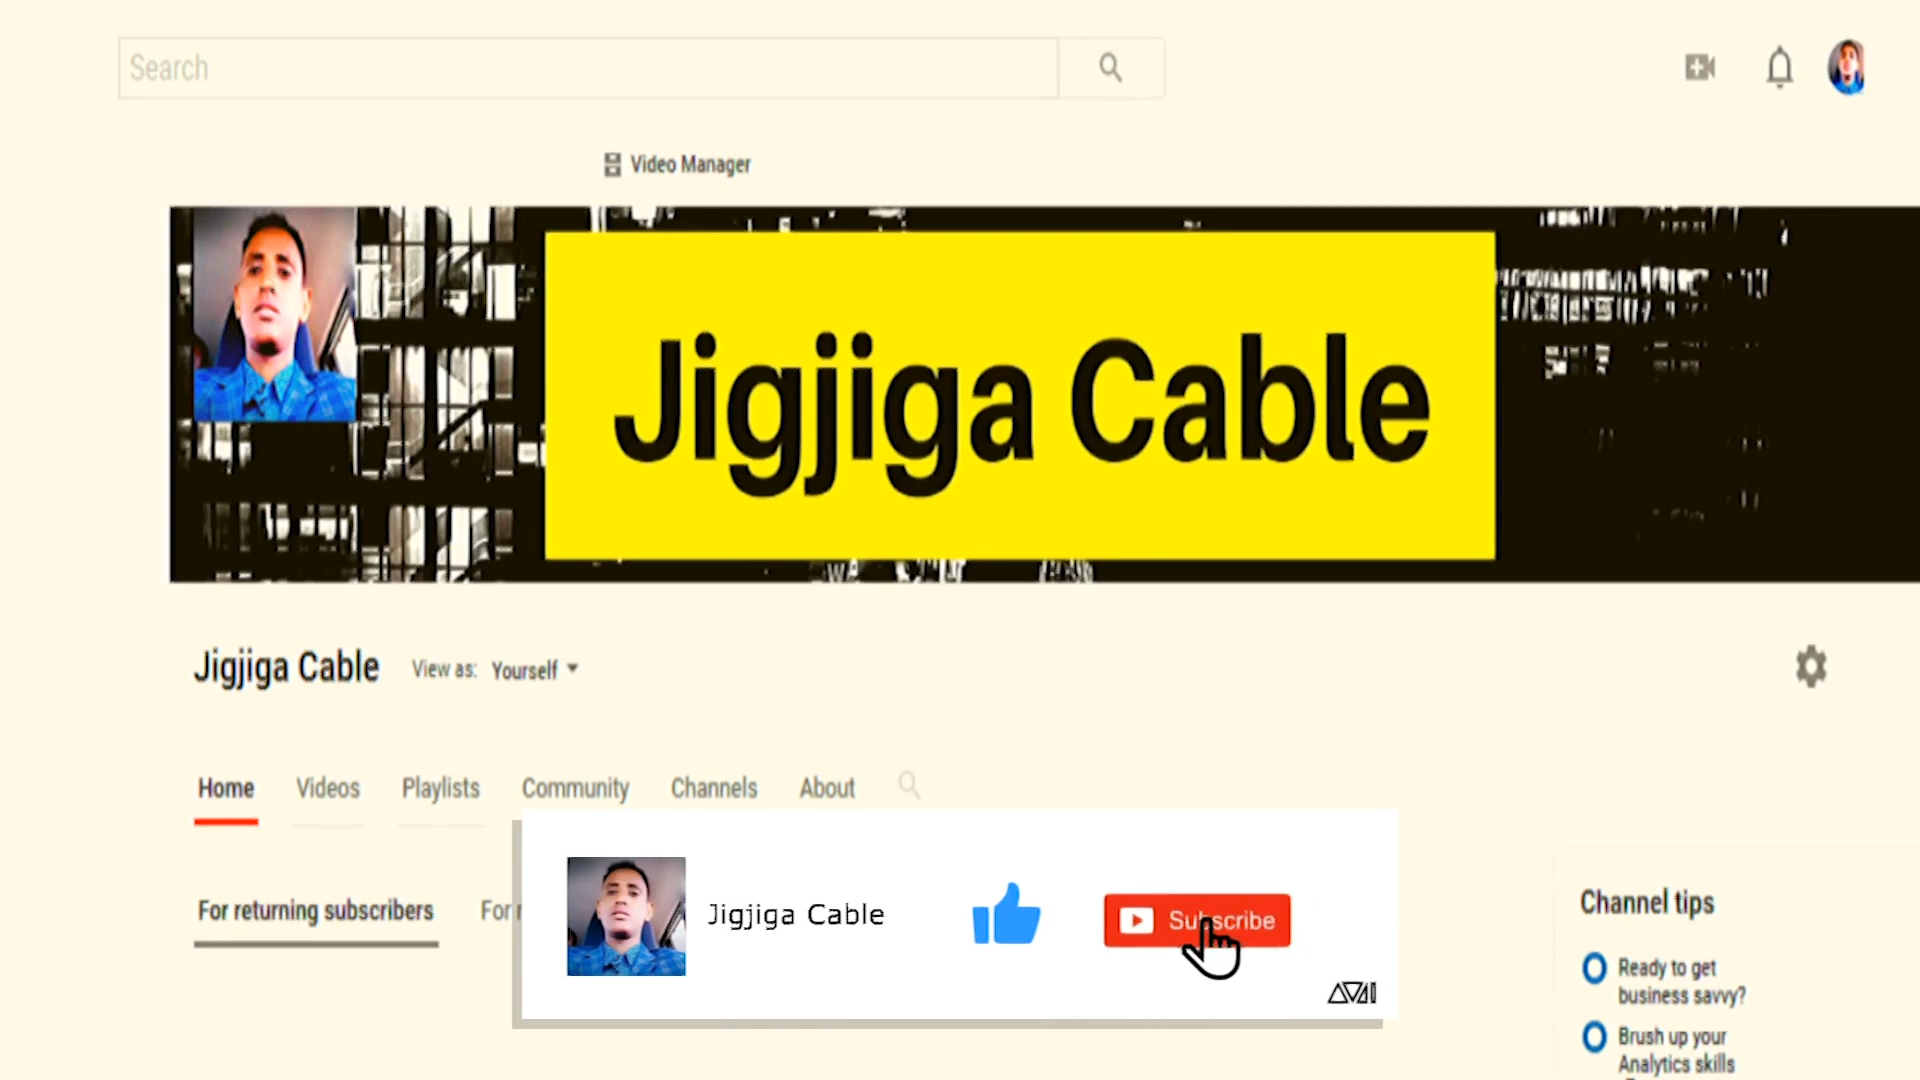 Search
Video Manager
Jigjiga Cable
Jigjiga Cable View as: Yourself
Home Videos Playlists Community Channels About
For returning subscribers For
Jigjiga Cable
Subscribe
Channel tips
Ready to get
business savvy?
Brush up your
Analytics skills